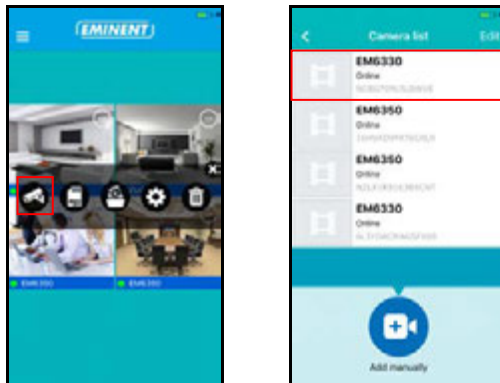 EMINENT
EM6350
EM6350
Camera list
Edit
EM6330
Online
EM6350
Online
EM6350
Online
EM6330
Online
Add manually